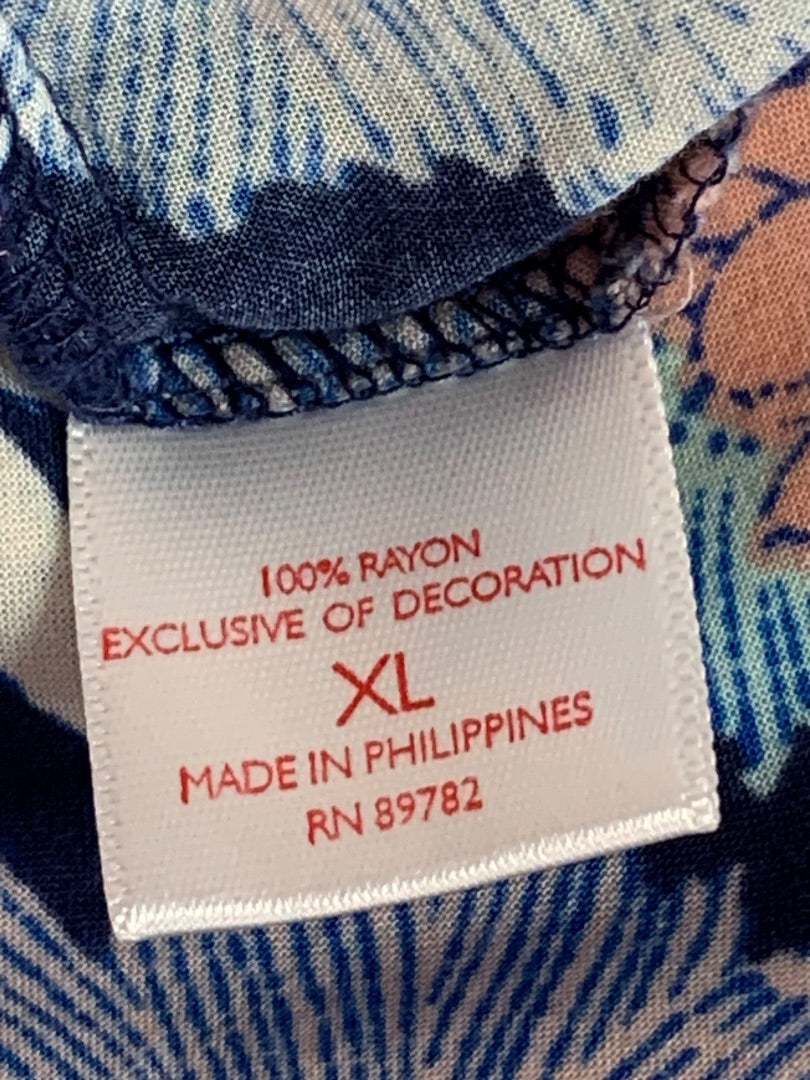 100% RAYON
EXCLUSIVE OF DECORATION
XL
MADE IN PHILIPPINES
RN 89782